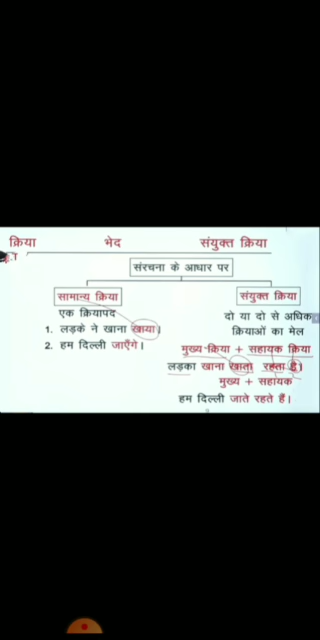 क्रिया भेद संयुक्त क्रिया
संरचना के आधार पर
सामान्य क्रिया संयुक्त क्रिया
एक क्रियापद दो या दो से अधिक
1. लड़के ने खाना खाया। क्रियाओं का मेल
2. हम दिल्ली जाएँगे। मुख्य-क्रिया + सहायक क्रिया
लड़का खाना खाता रहता है।
मुख्य + सहायक
हम दिल्ली जाते रहते हैं।